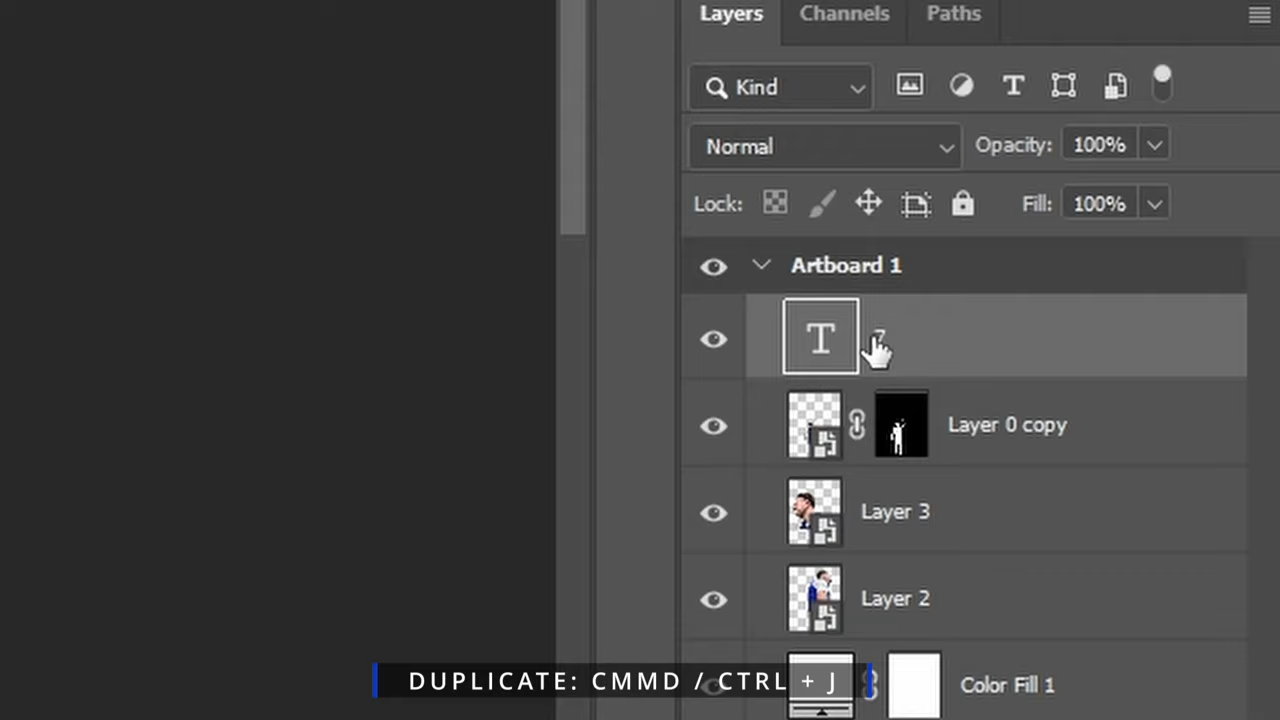 Layers Channels Paths
Kind
Normal Opacity: 100%
Lock: Fill: 100%
Artboard 1
T
Layer 0 copy
Layer 3
Layer 2
DUPLICATE: CMMD / CTRL + J
Color Fill 1